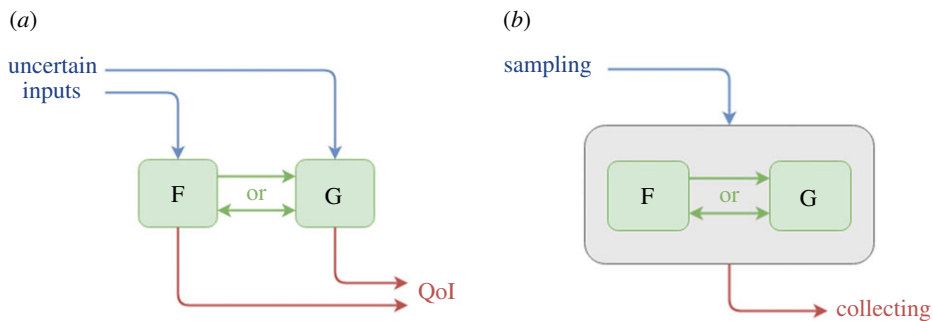 (a)
uncertain
inputs
F
or
G
QoI
(b)
sampling
F
or
G
collecting